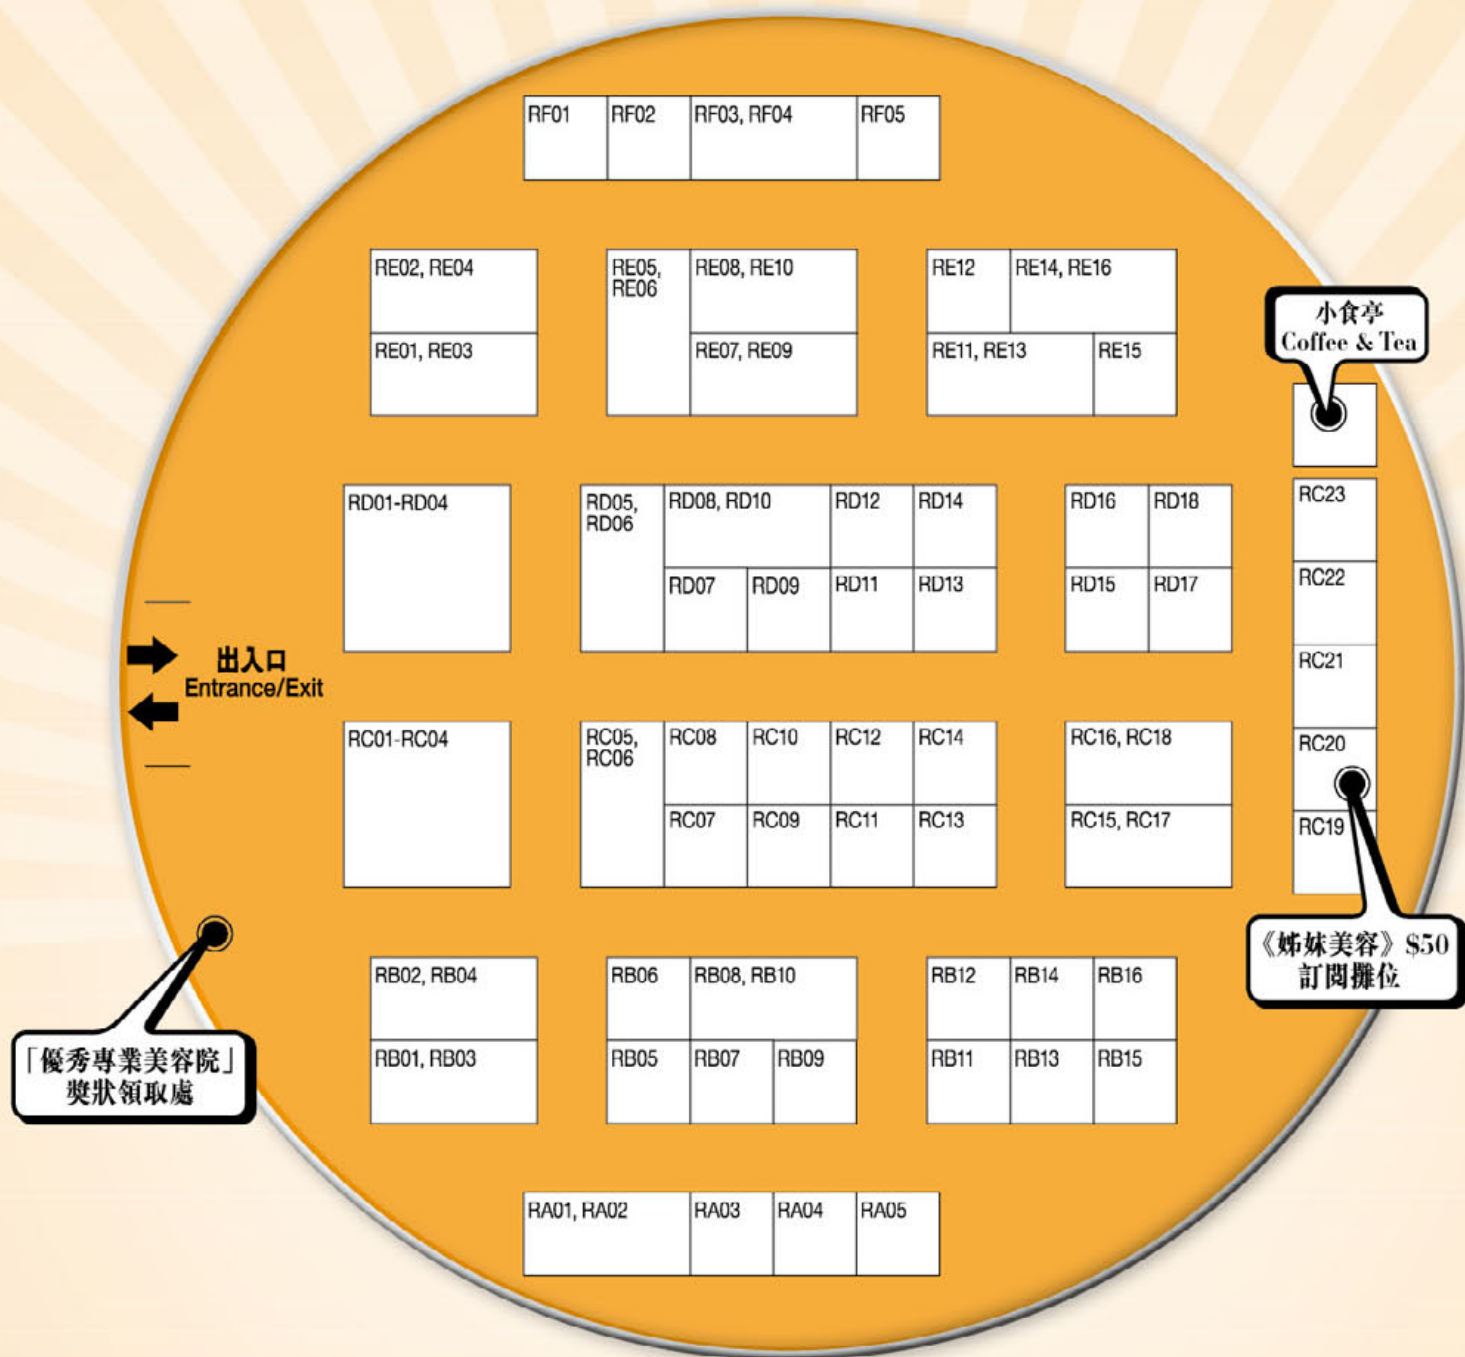 RF01
RF02
RF03, RF04
RF05
RE02, RE04
RE05,
RE06
RE08, RE10
RE12
RE14, RE16
RE01, RE03
RE07, RE09
RE11, RE13
RE15
小食亭
Coffee & Tea
RD01-RD04
RD05,
RD06
RD08, RD10
RD12
RD14
RD16
RD18
RD07
RD09
RD11
RD13
RD15
RD17
RC23
RC22
RC21
RC20
RC19
出入口
Entrance/Exit
RC01-RC04
RC05,
RC06
RC08
RC10
RC12
RC14
RC16, RC18
RC07
RC09
RC11
RC13
RC15, RC17
《姊妹美容》$50
訂閱攤位
RB02, RB04
RB06
RB08, RB10
RB12
RB14
RB16
RB01, RB03
RB05
RB07
RB09
RB11
RB13
RB15
「優秀專業美容院」
獎狀領取處
RA01, RA02
RA03
RA04
RA05